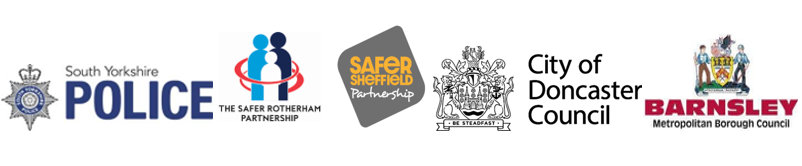 South Yorkshire
POLICE
THE SAFER ROTHERHAM
PARTNERSHIP
SAFER
SHEFFIELD
Partnership
· BE STEADFAST ·
City of
Doncaster
Council
BARNSLEY
Metropolitan Borough Council